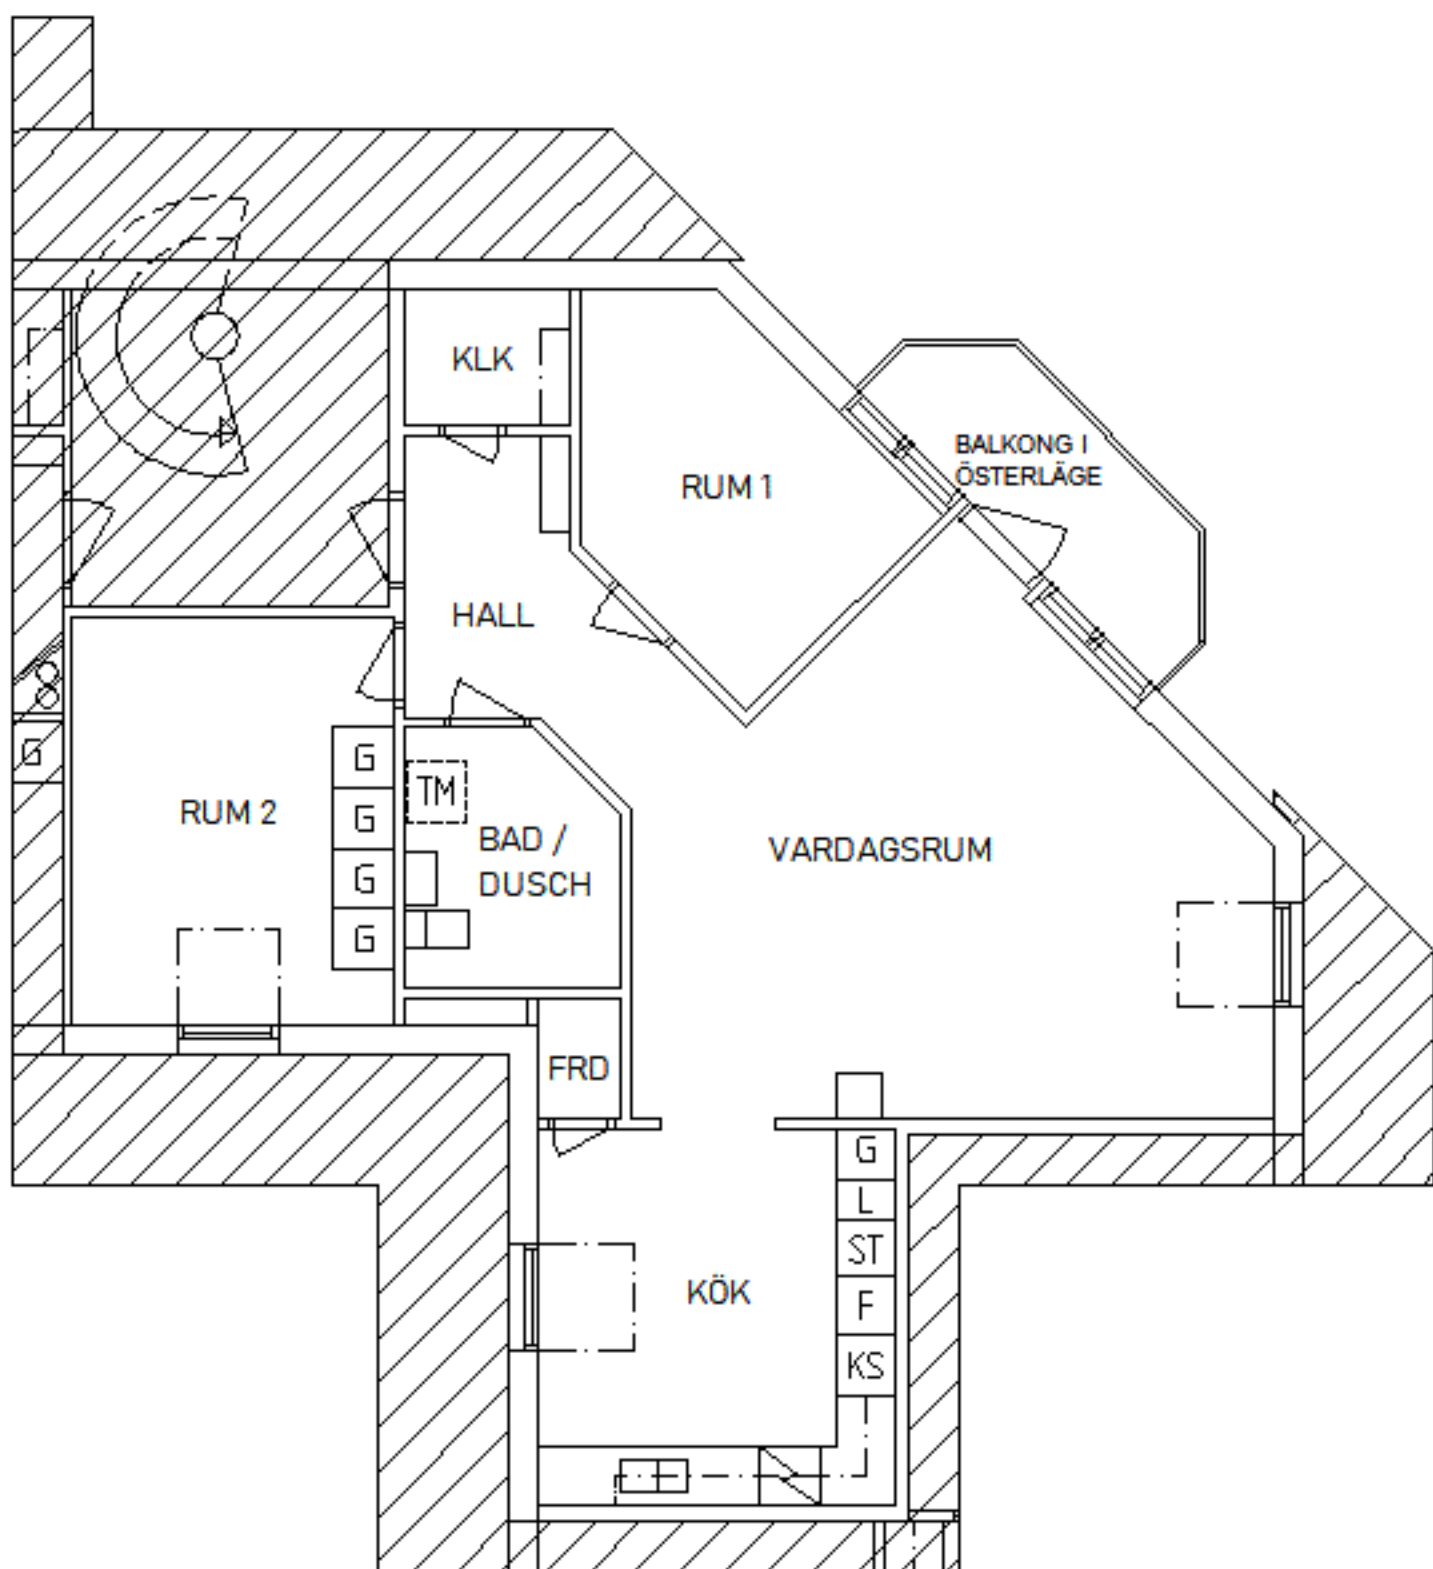 KLK
BALKONG I
ÖSTERLÄGE
RUM 1
HALL
G
G
TM
RUM 2
G
BAD /
VARDAGSRUM
G
DUSCH
G
FRD
G
L
ST
F
KÖK
KS